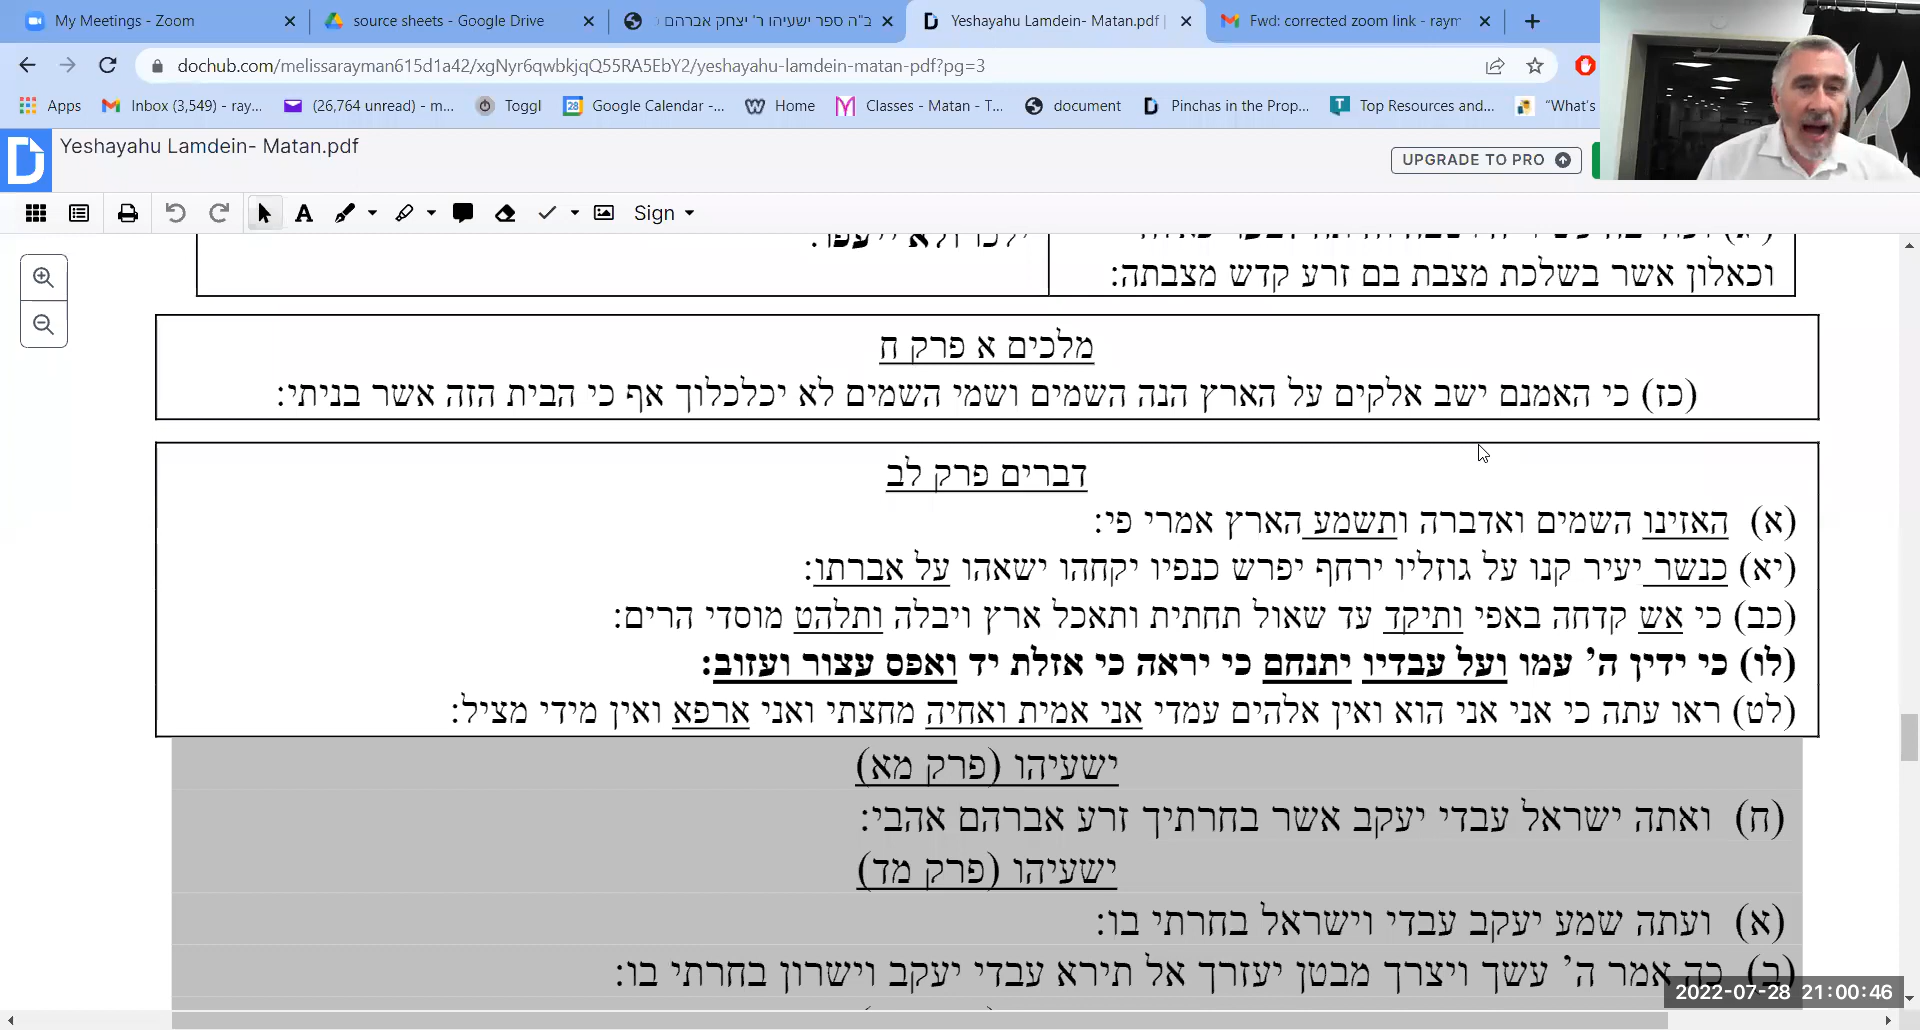 My Meetings - Zoom
source sheets - Google Drive
ב"ה ספר ישעיהו ר' יצחק אברהם
Yeshayahu Lamdein- Matan.pdf |
Fwd: corrected zoom link - raym
dochub.com/melissarayman615d1a42/xgNyr6qwbkjqQ55RA5EbY2/yeshayahu-lamdein-matan-pdf?pg=3
Apps
Inbox (3,549) - ray...
(26,764 unread) - m...
Toggl
Google Calendar -...
Home
Classes - Matan - T...
document
Pinchas in the Prop...
Top Resources and...
"What's
Yeshayahu Lamdein- Matan.pdf
UPGRADE TO PRO
Sign
וכאלון אשר בשלכת מצבת בם זרע קדש מצבתה:
מלכים א פרק ח
(כז) כי האמנם ישב אלקים על הארץ הנה השמים ושמי השמים לא יכלכלוך אף כי הבית הזה אשר בניתי:
דברים פרק לב
(א) האזינו השמים ואדברה ותשמע הארץ אמרי פי:
(יא) כנשר יעיר קנו על גוזליו ירחף יפרש כנפיו יקחהו ישאהו על אברתו:
(כב) כי אש קדחה באפי ותיקד עד שאול תחתית ותאכל ארץ ויבלה ותלהט מוסדי הרים:
(לו) כי ידין ה' עמו ועל עבדיו יתנחם כי יראה כי אזלת יד ואפס עצור ועזוב:
(לט) ראו עתה כי אני אני הוא ואין אלהים עמדי אני אמית ואחיה מחצתי ואני ארפא ואין מידי מציל:
ישעיהו (פרק מא)
(ח) ואתה ישראל עבדי יעקב אשר בחרתיך זרע אברהם אהבי:
ישעיהו (פרק מד)
(א) ועתה שמע יעקב עבדי וישראל בחרתי בו:
(ב) כה אמר ה' עשך ויצרך מבטן יעזרך אל תירא עבדי יעקב וישרון בחרתי בו:
2022-07-28 21:00:46